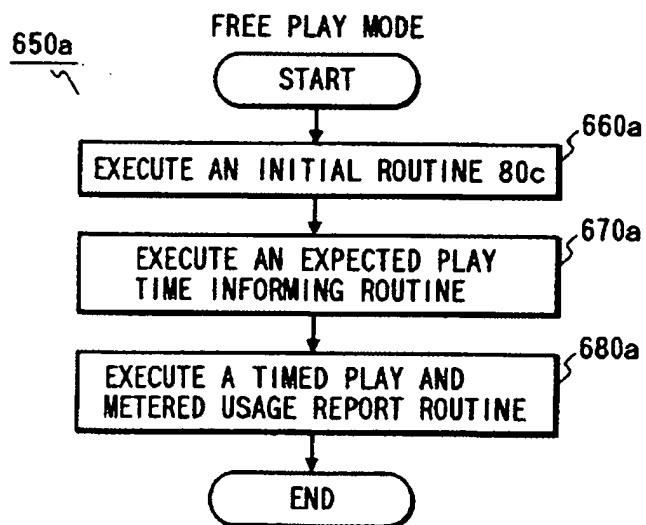 FREE PLAY MODE
650a
START
660a
EXECUTE AN INITIAL ROUTINE 80c
670a
EXECUTE AN EXPECTED PLAY
TIME INFORMING ROUTINE
680a
EXECUTE A TIMED PLAY AND
METERED USAGE REPORT ROUTINE
END